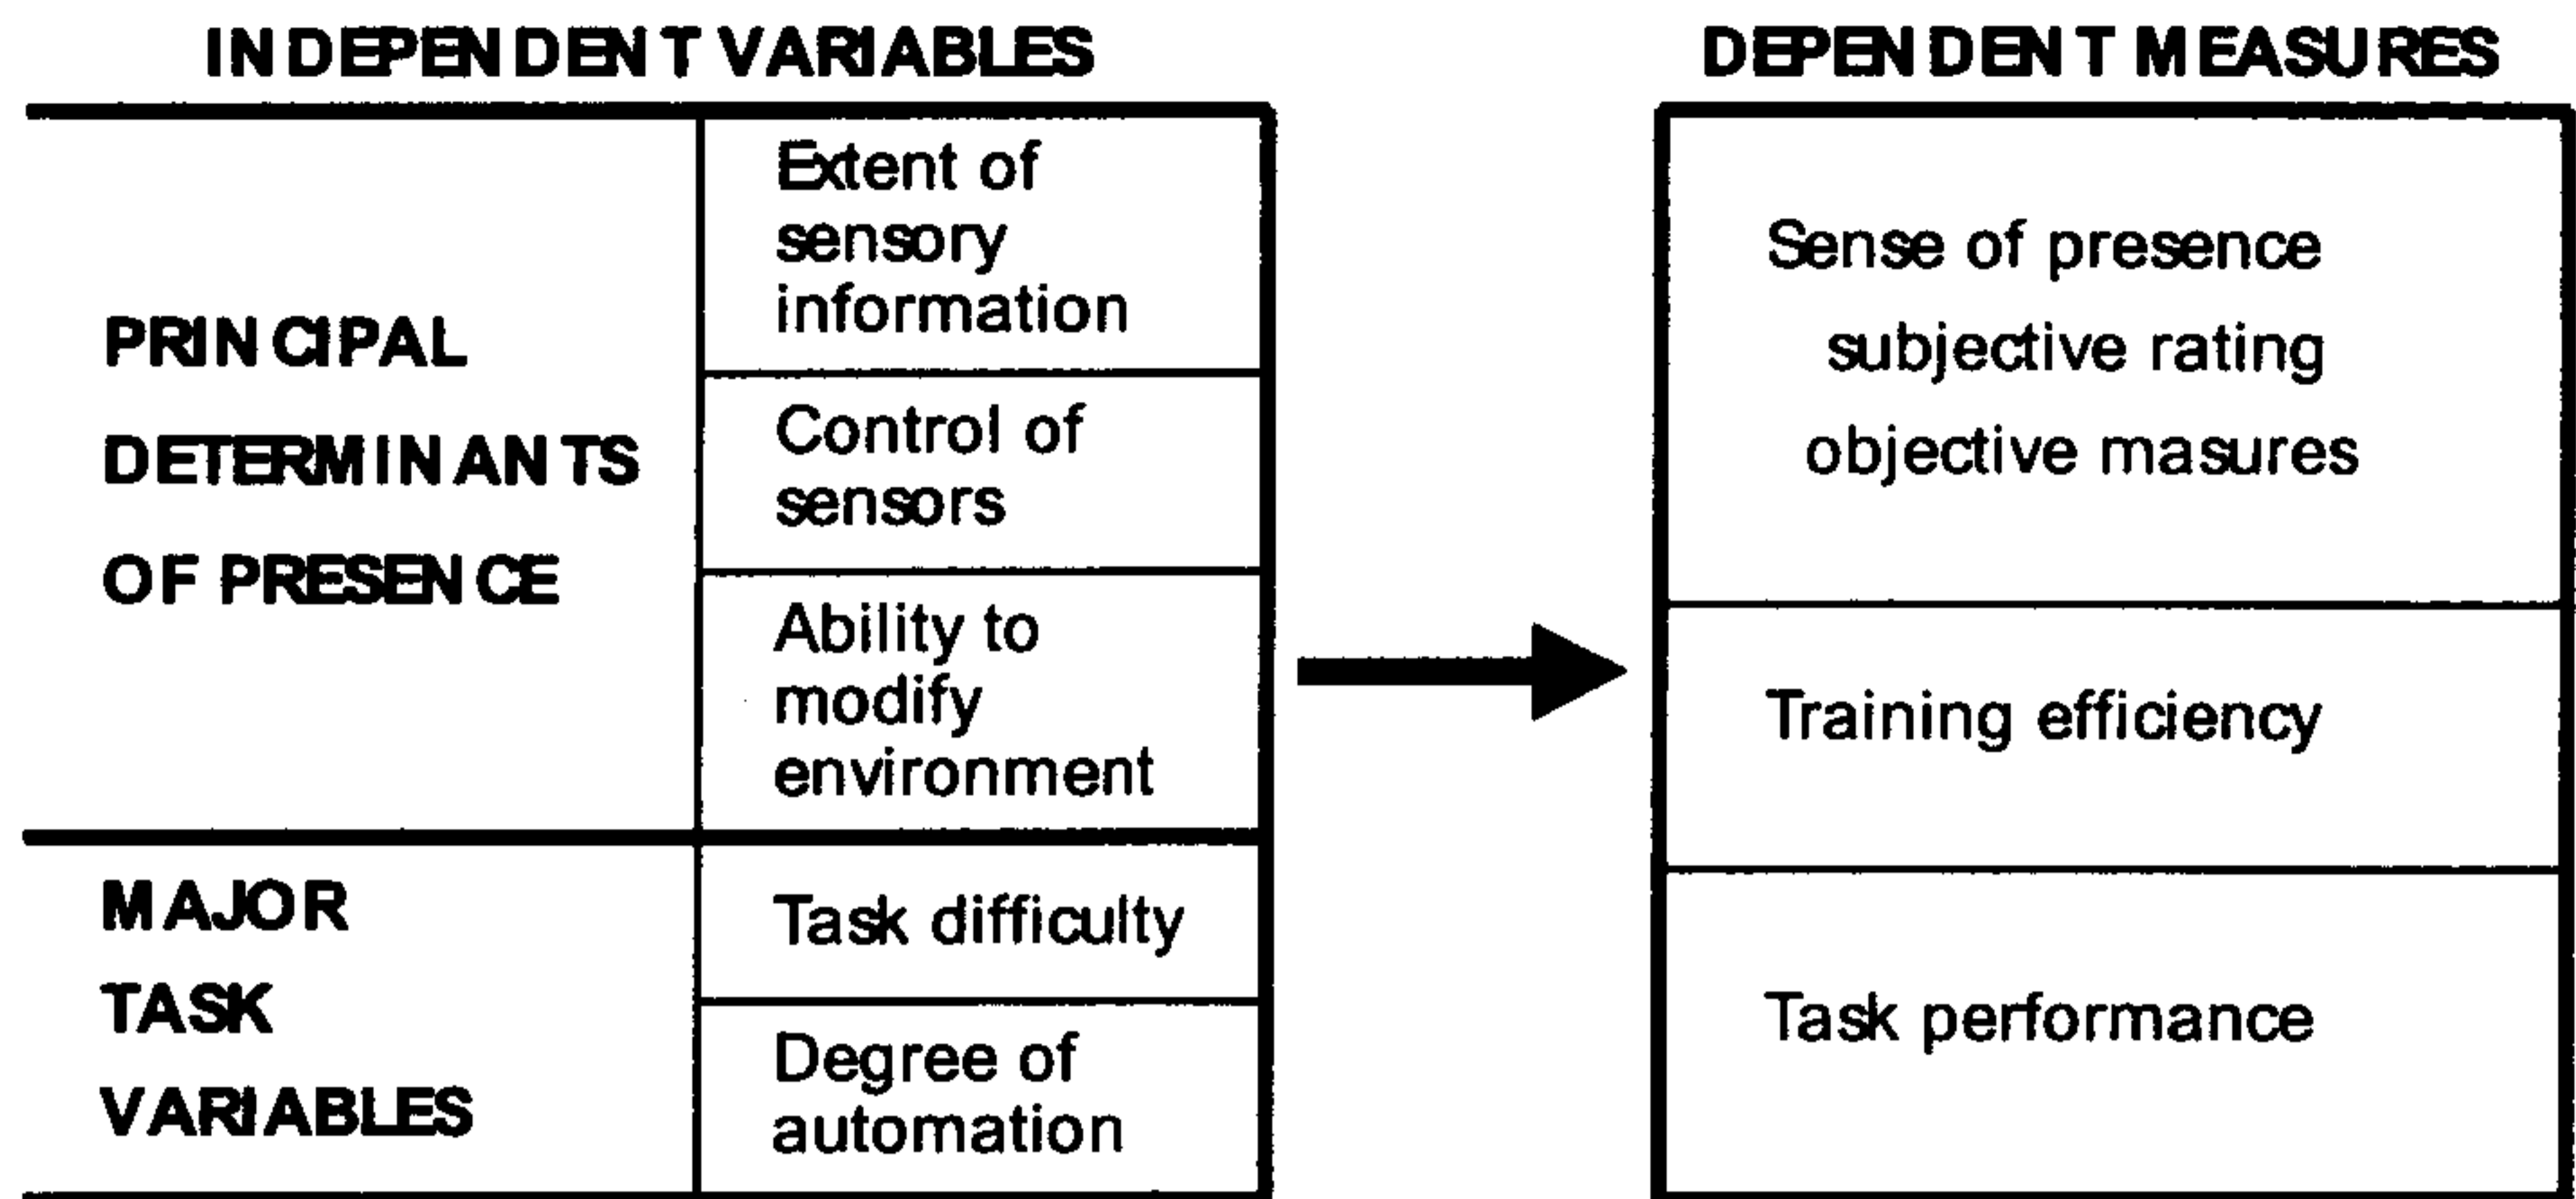 INDEPENDENT VARIABLES
PRINCIPAL
DETERMINANTS
OF PRESENCE
Extent of
sensory
information
Control of
sensors
Ability to
modify
environment
MAJOR
TASK
VARIABLES
Task difficulty
Degree of
automation
DEPENDENT MEASURES
Sense of presence
subjective rating
objective masures
Training efficiency
Task performance